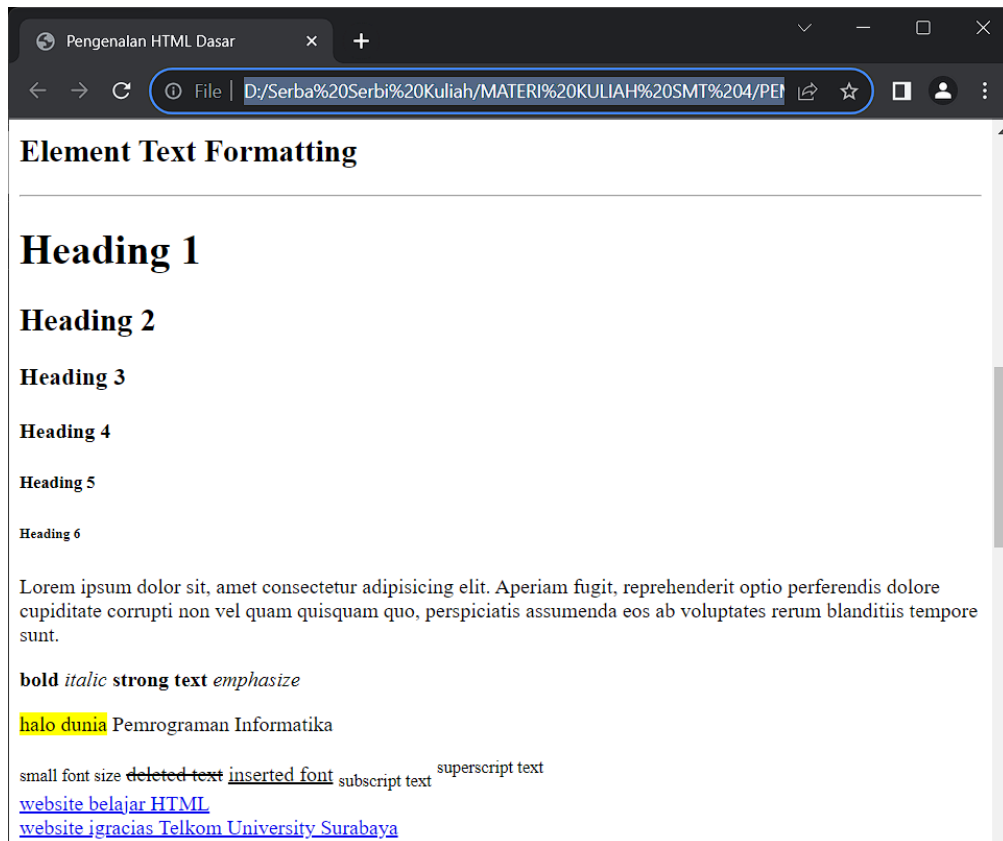 Pengenalan HTML Dasar
File | D:/Serba%20Serbi%20Kuliah/MATERI%20KULIAH%20SMT%204/PEM
Element Text Formatting
Heading 1
Heading 2
Heading 3
Heading 4
Heading 5
Heading 6
Lorem ipsum dolor sit, amet consectetur adipisicing elit. Aperiam fugit, reprehenderit optio perferendis dolore
cupiditate corrupti non vel quam quisquam quo, perspiciatis assumenda eos ab voluptates rerum blanditiis tempore
sunt.
bold italic strong text emphasize
halo dunia Pemrograman Informatika
small font size deleted text inserted font subscript text superscript text
website belajar HTML
website igracias Telkom University Surabaya